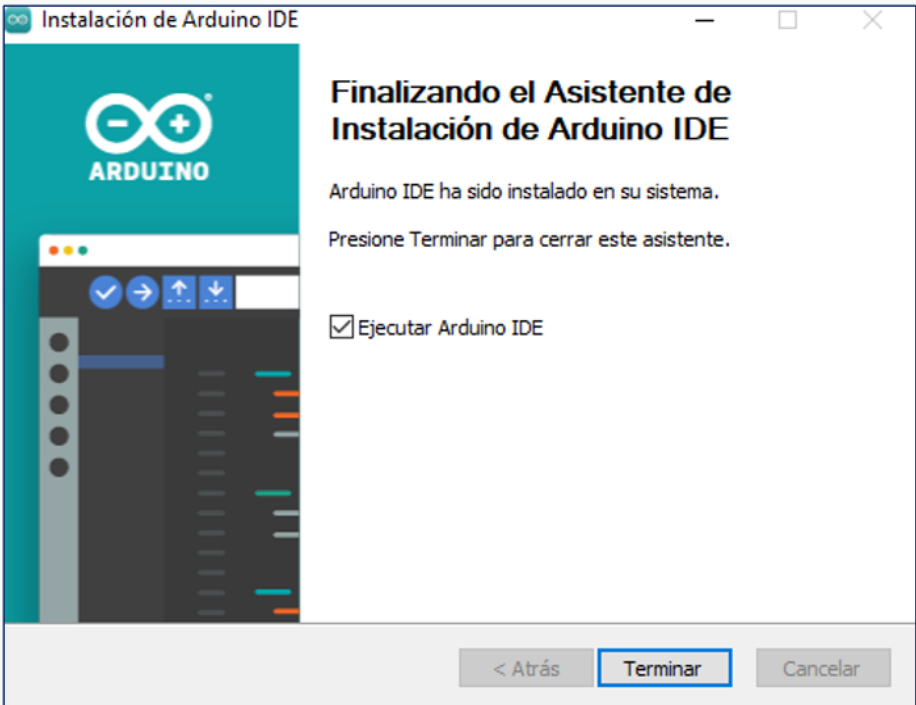 Instalación de Arduino IDE
ARDUINO
Finalizando el Asistente de
Instalación de Arduino IDE
Arduino IDE ha sido instalado en su sistema.
Presione Terminar para cerrar este asistente.
Ejecutar Arduino IDE
< Atrás
Terminar
Cancelar